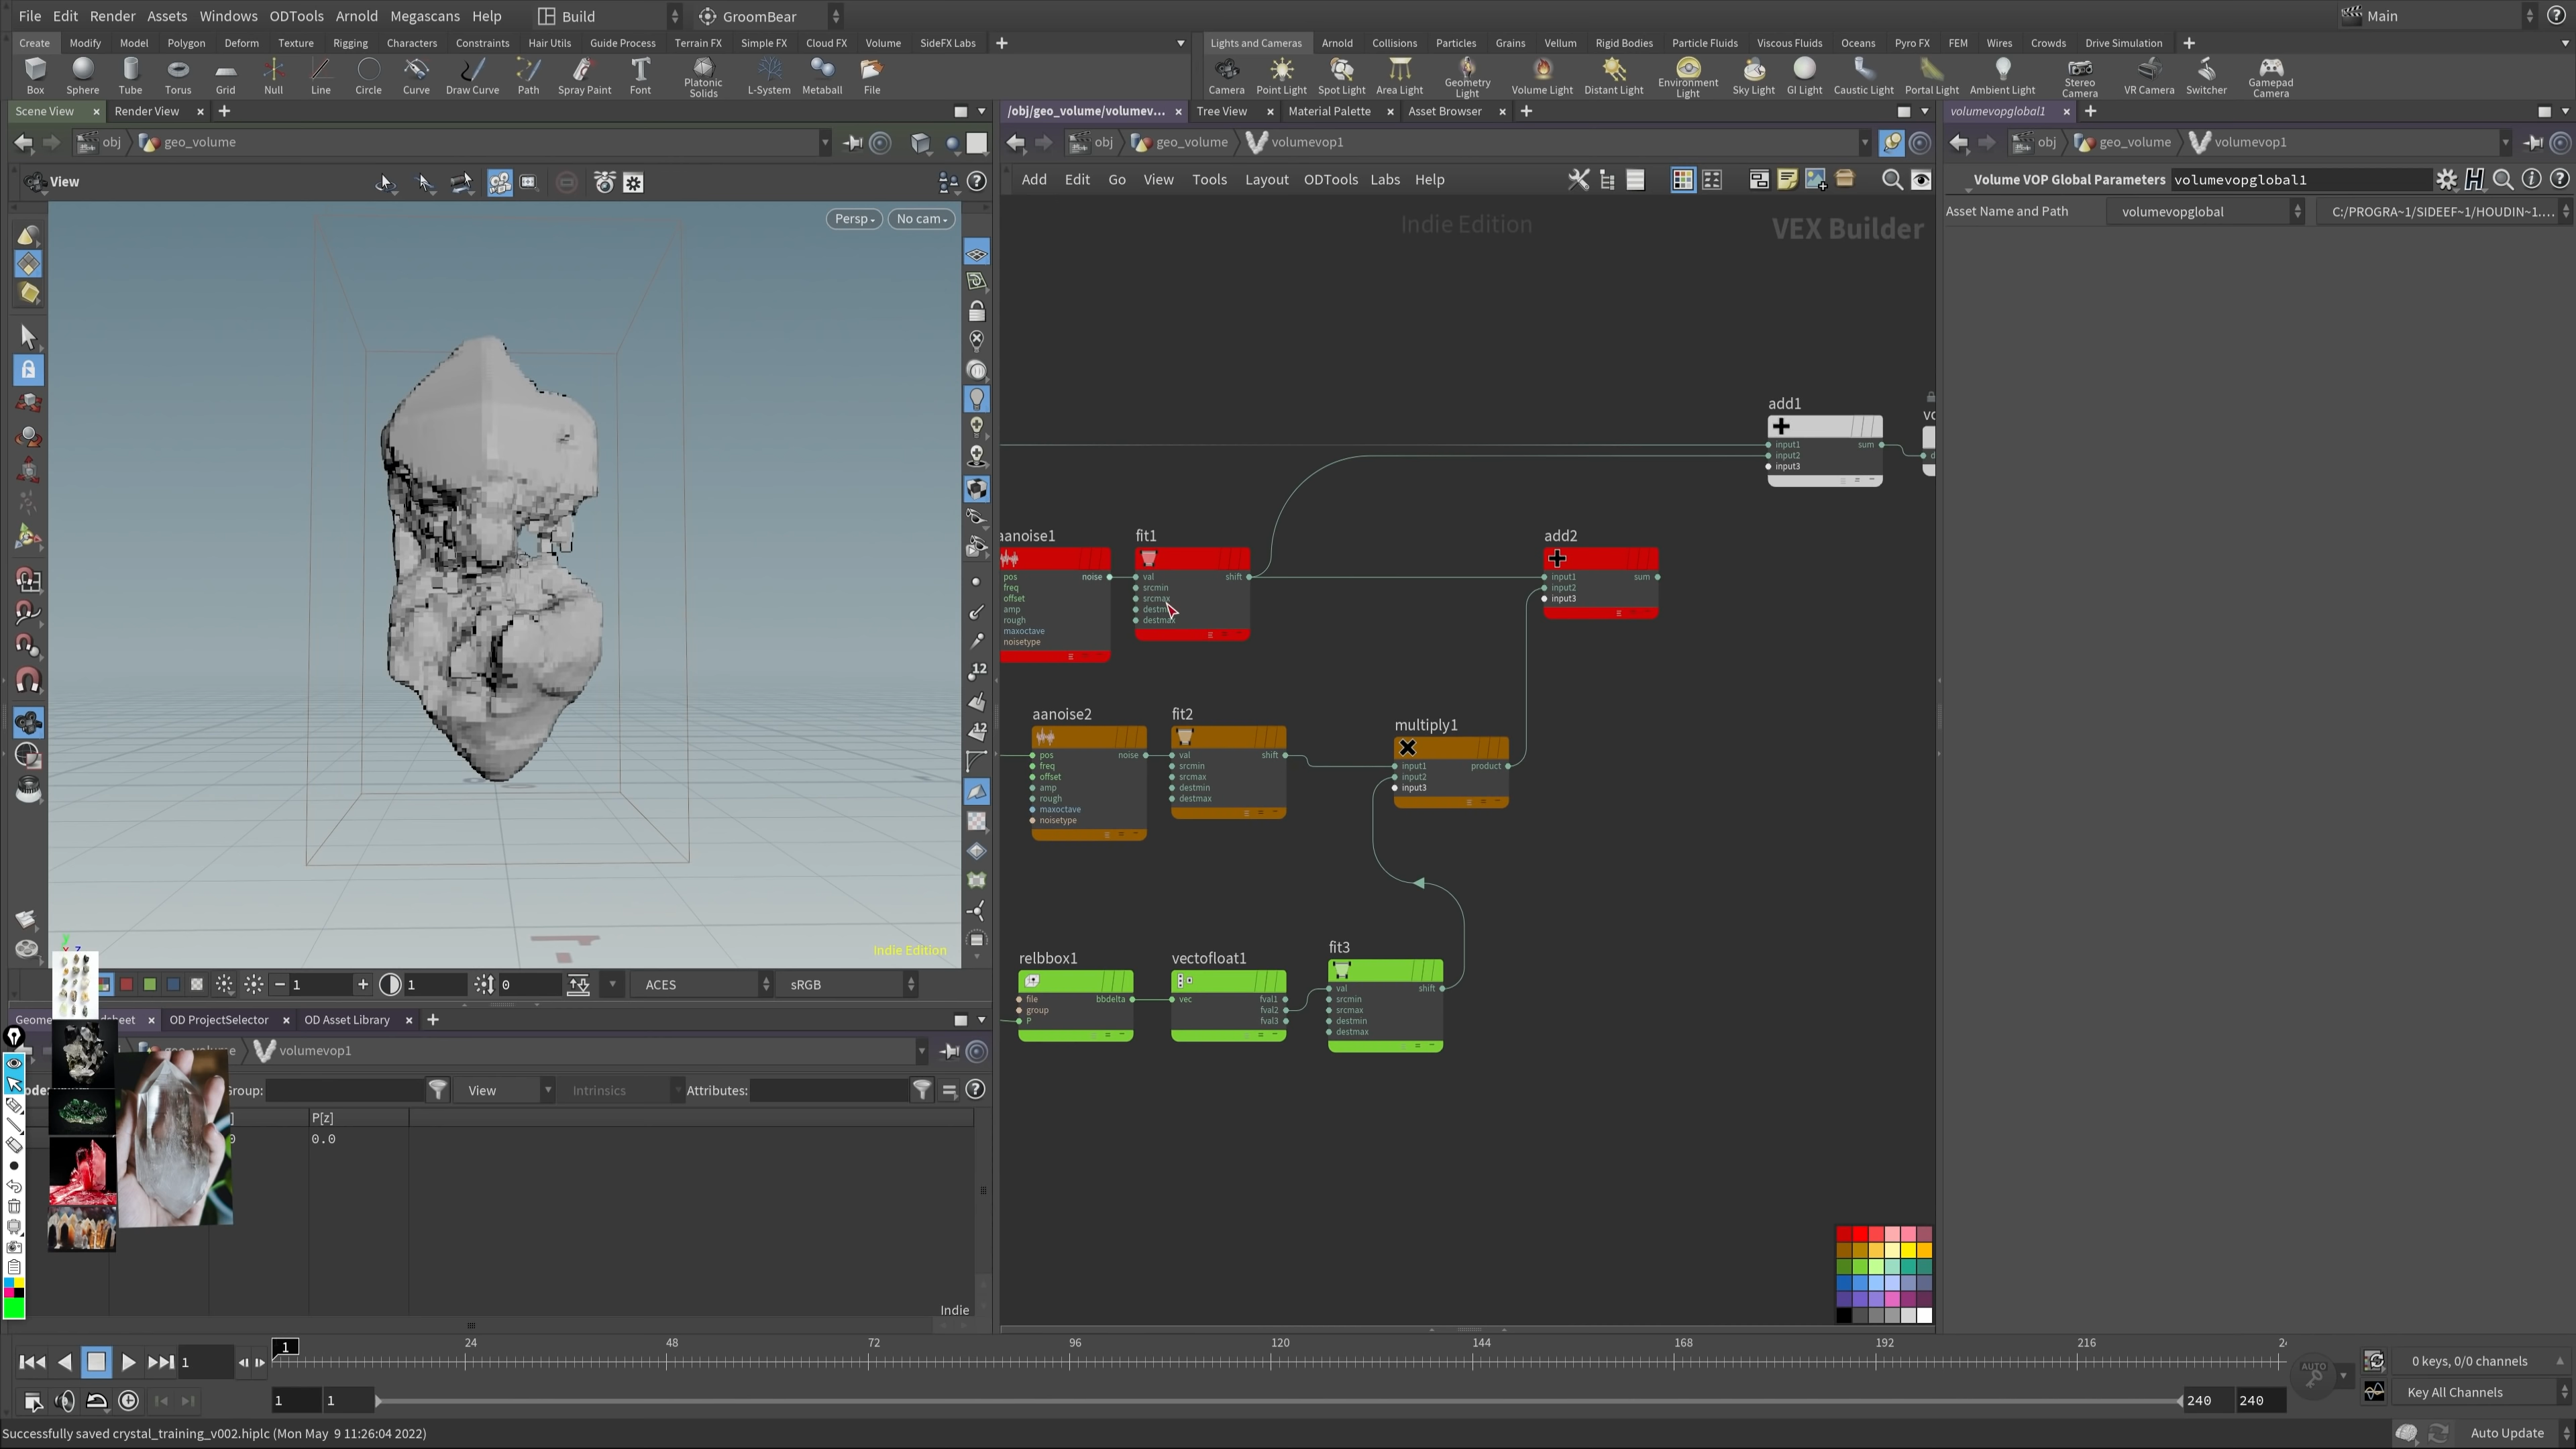 File Edit Render Assets Windows ODTools Arnold Megascans Help Build GroomBear Main
Create Modify Model Polygon Deform Texture Rigging Characters Constraints Hair Utils Guide Process Terrain FX Simple FX Cloud FX Volume SideFX Labs
Lights and Cameras Arnold Collisions Particles Grains Vellum Rigid Bodies Particle Fluids Viscous Fluids Oceans Pyro FX FEM Wires Crowds Drive Simulation
Box Sphere Tube Torus Grid Null Line Circle Curve Draw Curve Path Spray Paint Font Platonic Solids L-System Metaball File
Camera Point Light Spot Light Area Light Geometry Light Volume Light Distant Light Environment Light Sky Light GI Light Caustic Light Portal Light Ambient Light Stereo Camera VR Camera Switcher Gamepad Camera
Scene View Render View
/obj/geo_volume/volumev... Tree View Material Palette Asset Browser
volumevopglobal1
obj geo_volume
obj geo_volume volumevop1
obj geo_volume volumevop1
View
Add Edit Go View Tools Layout ODTools Labs Help
Volume VOP Global Parameters volumevopglobal1
Asset Name and Path volumevopglobal C:/PROGRA~1/SIDEEF~1/HOUDIN~1....
Persp No cam
Indie Edition
VEX Builder
add1
input1 sum
input2
input3
aanoise1
pos noise
freq
offset
amp
rough
maxoctave
noisetype
fit1
val shift
srcmin
srcmax
destm
destmax
add2
input1 sum
input2
input3
aanoise2
pos noise
freq
offset
amp
rough
maxoctave
noisetype
fit2
val shift
srcmin
srcmax
destmin
destmax
multiply1
input1 product
input2
input3
relbbox1
file bbdelta
group
P
vectofloat1
vec fval1
fval2
fval3
fit3
val shift
srcmin
srcmax
destmin
destmax
12
12
Indie Edition
1 1 0 ACES sRGB
OD ProjectSelector OD Asset Library
volumevop1
Group: View Intrinsics Attributes:
P[z]
0.0
Indie
1 24 48 72 96 120 144 168 192 216
1
AUTO
0 keys, 0/0 channels
1 1 240 240
Key All Channels
Successfully saved crystal_training_v002.hiplc (Mon May 9 11:26:04 2022)
Auto Update